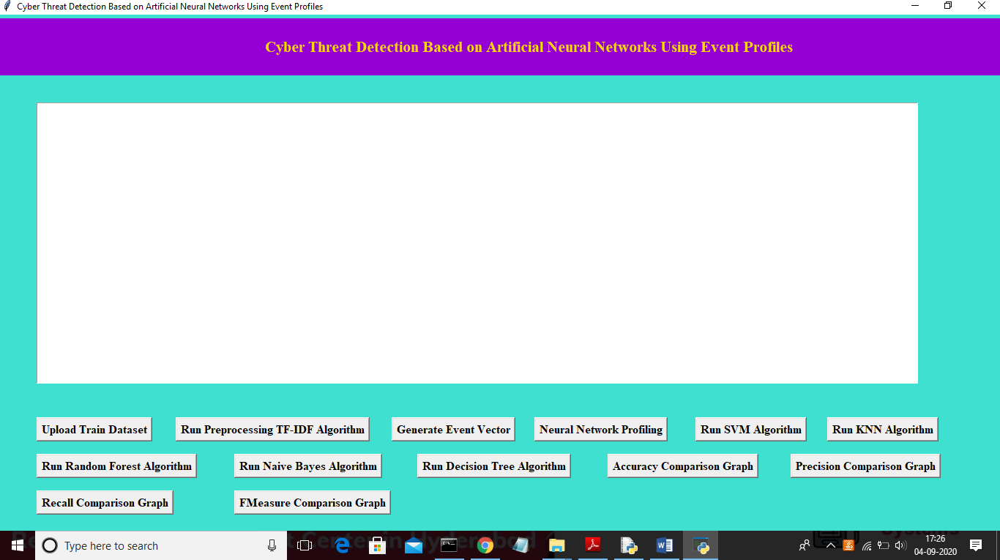 Cyber Threat Detection Based on Artificial Neural Networks Using Event Profiles
Cyber Threat Detection Based on Artificial Neural Networks Using Event Profiles
Upload Train Dataset
Run Preprocessing TF-IDF Algorithm
Generate Event Vector
Neural Network Profiling
Run SVM Algorithm
Run KNN Algorithm
Run Random Forest Algorithm
Run Naive Bayes Algorithm
Run Decision Tree Algorithm
Accuracy Comparison Graph
Precision Comparison Graph
Recall Comparison Graph
FMeasure Comparison Graph
Type here to search
17:26
04-09-2020